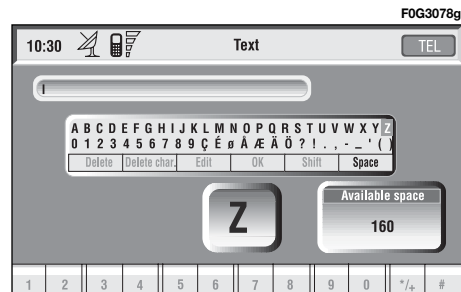 F0G3078g
10:30 Text TEL
I
A B C D E F G H I J K L M N O P Q R S T U V W X Y Z
0 1 2 3 4 5 6 7 8 9 Ç É ø Å Æ Ä Ö ? ! . , - _ ' ( )
Delete Delete char. Edit OK Shift Space
Z
Available space
160
1 2 3 4 5 6 7 8 9 0 */+ #